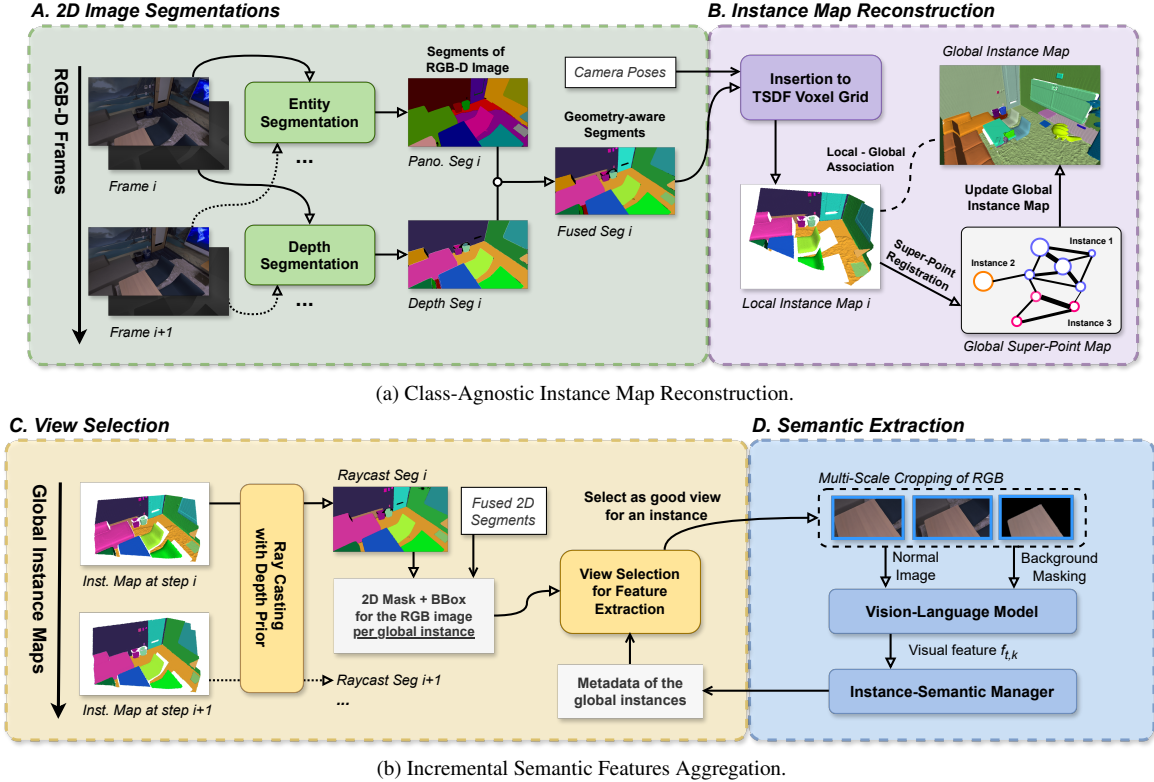 A. 2D Image Segmentations
B. Instance Map Reconstruction
RGB-D Frames
Frame i
Frame i+1
Entity
Segmentation
...
Depth
Segmentation
...
Segments of
RGB-D Image
Pano. Seg i
Depth Seg i
Geometry-aware
Segments
Fused Seg i
Camera Poses
Insertion to
TSDF Voxel Grid
Local - Global
Association
Local Instance Map i
Global Instance Map
Update Global
Instance Map
Super-Point
Registration
Instance 1
Instance 2
Instance 3
Global Super-Point Map
(a) Class-Agnostic Instance Map Reconstruction.
C. View Selection
D. Semantic Extraction
Global Instance Maps
Inst. Map at step i
Inst. Map at step i+1
Ray Casting
with Depth Prior
Raycast Seg i
Fused 2D
Segments
2D Mask + BBox
for the RGB image
per global instance
Raycast Seg i+1
...
Select as good view
for an instance
View Selection
for Feature
Extraction
Metadata of the
global instances
Multi-Scale Cropping of RGB
Normal
Image
Background
Masking
Vision-Language Model
Visual feature f_{t,k}
Instance-Semantic Manager
(b) Incremental Semantic Features Aggregation.